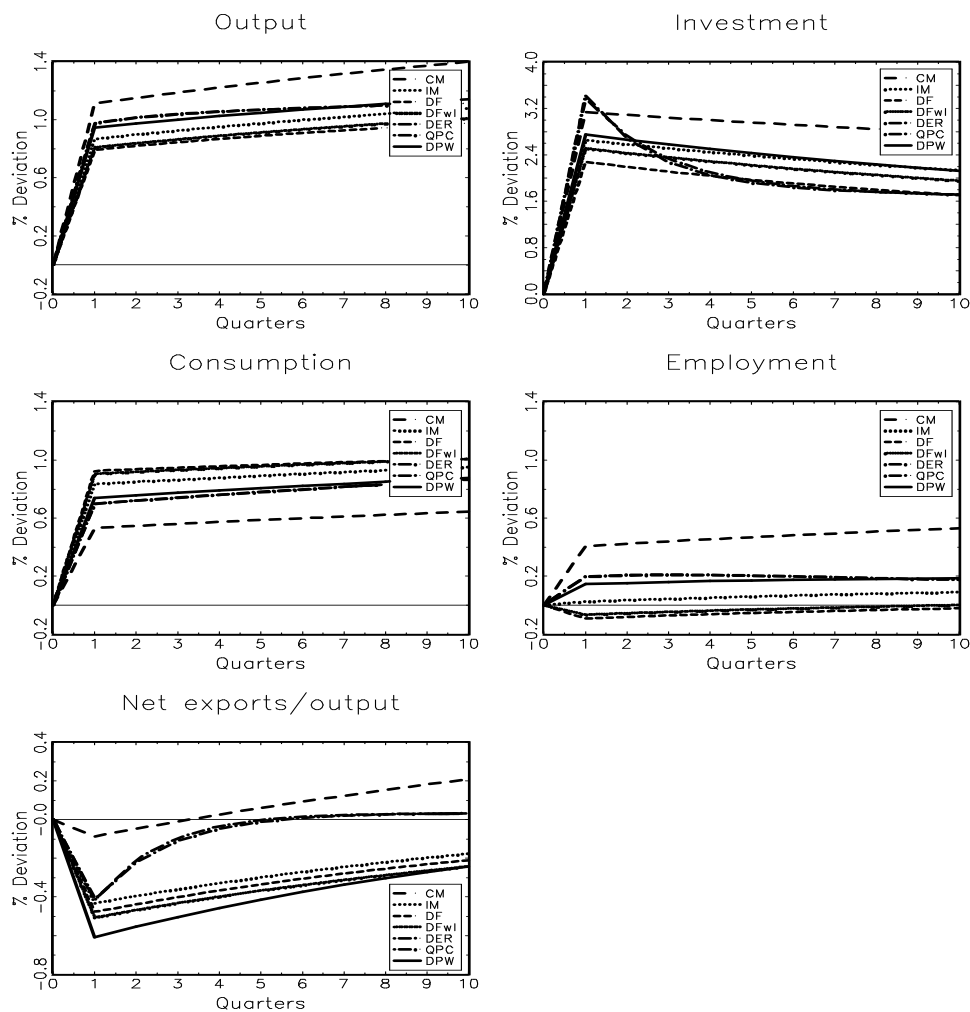 Output
% Deviation
1.4
1.0
0.6
0.2
-0.2
CM
IM
DF
DFwI
DER
QPC
DPW
0 1 2 3 4 5 6 7 8 9 10
Quarters
Investment
% Deviation
4.0
3.2
2.4
1.6
0.8
0.0
CM
IM
DF
DFwI
DER
QPC
DPW
0 1 2 3 4 5 6 7 8 9 10
Quarters
Consumption
% Deviation
1.4
1.0
0.6
0.2
-0.2
CM
IM
DF
DFwI
DER
QPC
DPW
0 1 2 3 4 5 6 7 8 9 10
Quarters
Employment
% Deviation
1.4
1.0
0.6
0.2
-0.2
CM
IM
DF
DFwI
DER
QPC
DPW
0 1 2 3 4 5 6 7 8 9 10
Quarters
Net exports/output
% Deviation
0.4
0.2
-0.0
-0.4
-0.8
CM
IM
DF
DFwI
DER
QPC
DPW
0 1 2 3 4 5 6 7 8 9 10
Quarters